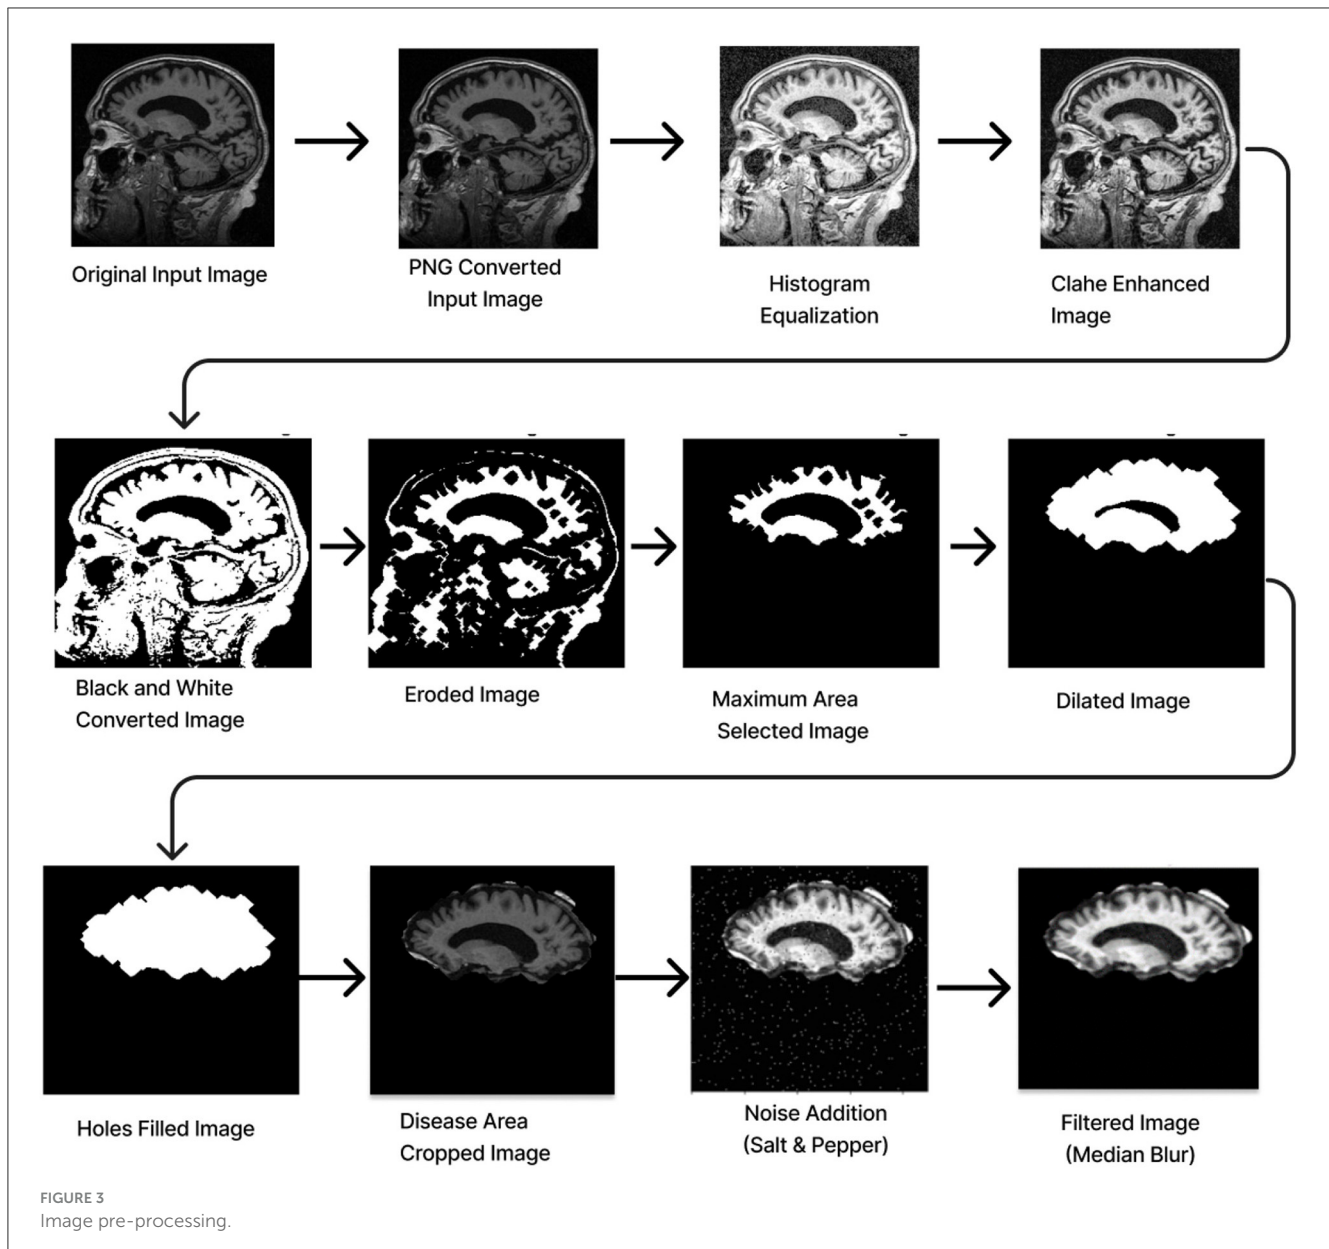 Original Input Image
PNG Converted
Input Image
Histogram
Equalization
Clahe Enhanced
Image
Black and White
Converted Image
Eroded Image
Maximum Area
Selected Image
Dilated Image
Holes Filled Image
Disease Area
Cropped Image
Noise Addition
(Salt & Pepper)
Filtered Image
(Median Blur)
FIGURE 3
Image pre-processing.